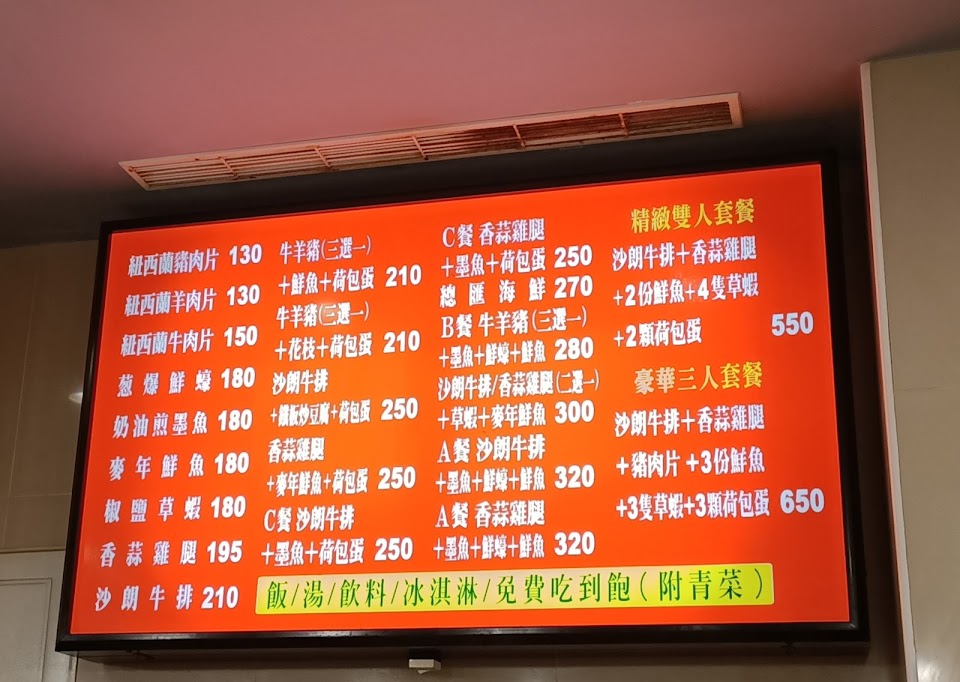 紐西蘭豬肉片 130
紐西蘭羊肉片 130
紐西蘭牛肉片 150
葱爆鮮蠔 180
奶油煎墨魚 180
麥年鮮魚 180
椒鹽草蝦 180
香蒜雞腿 195
沙朗牛排 210
牛羊豬(三選一)
+鮮魚+荷包蛋 210
牛羊豬(三選一)
+花枝+荷包蛋 210
沙朗牛排
+鐵板炒豆腐+荷包蛋 250
香蒜雞腿
+麥年鮮魚+荷包蛋 250
C餐 沙朗牛排
+墨魚+荷包蛋 250
C餐 香蒜雞腿
+墨魚+荷包蛋 250
總匯海鮮 270
B餐 牛羊豬(三選一)
+墨魚+鮮蠔+鮮魚 280
沙朗牛排/香蒜雞腿(二選一)
+草蝦+麥年鮮魚 300
A餐 沙朗牛排
+墨魚+鮮蠔+鮮魚 320
A餐 香蒜雞腿
+墨魚+鮮蠔+鮮魚 320
精緻雙人套餐
沙朗牛排+香蒜雞腿
+2份鮮魚+4隻草蝦
+2顆荷包蛋 550
豪華三人套餐
沙朗牛排+香蒜雞腿
+豬肉片+3份鮮魚
+3隻草蝦+3顆荷包蛋 650
飯/湯/飲料/冰淇淋/免費吃到飽(附青菜)